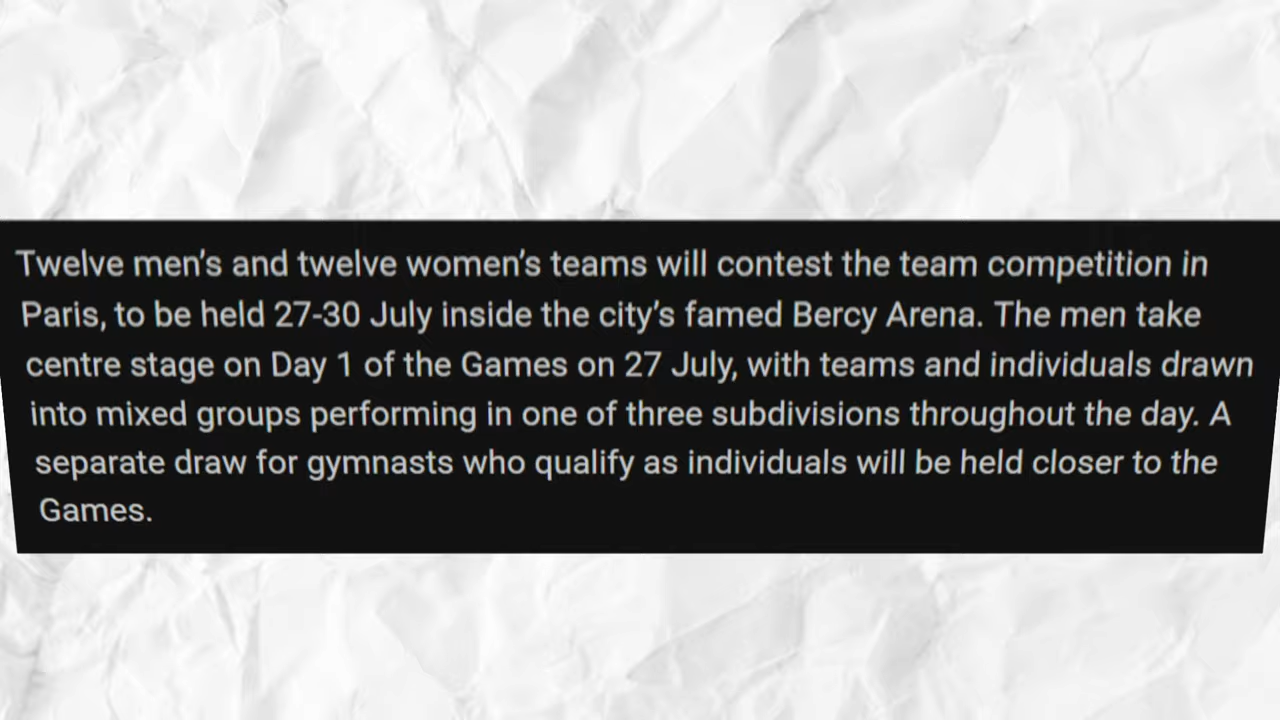 Twelve men's and twelve women's teams will contest the team competition in
Paris, to be held 27-30 July inside the city's famed Bercy Arena. The men take
centre stage on Day 1 of the Games on 27 July, with teams and individuals drawn
into mixed groups performing in one of three subdivisions throughout the day. A
separate draw for gymnasts who qualify as individuals will be held closer to the
Games.